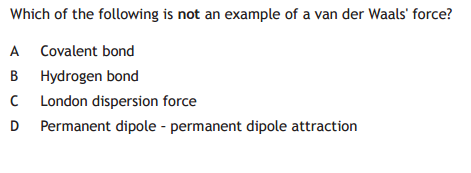 Which of the following is not an example of a van der Waals' force?
A Covalent bond
B Hydrogen bond
C London dispersion force
D Permanent dipole - permanent dipole attraction